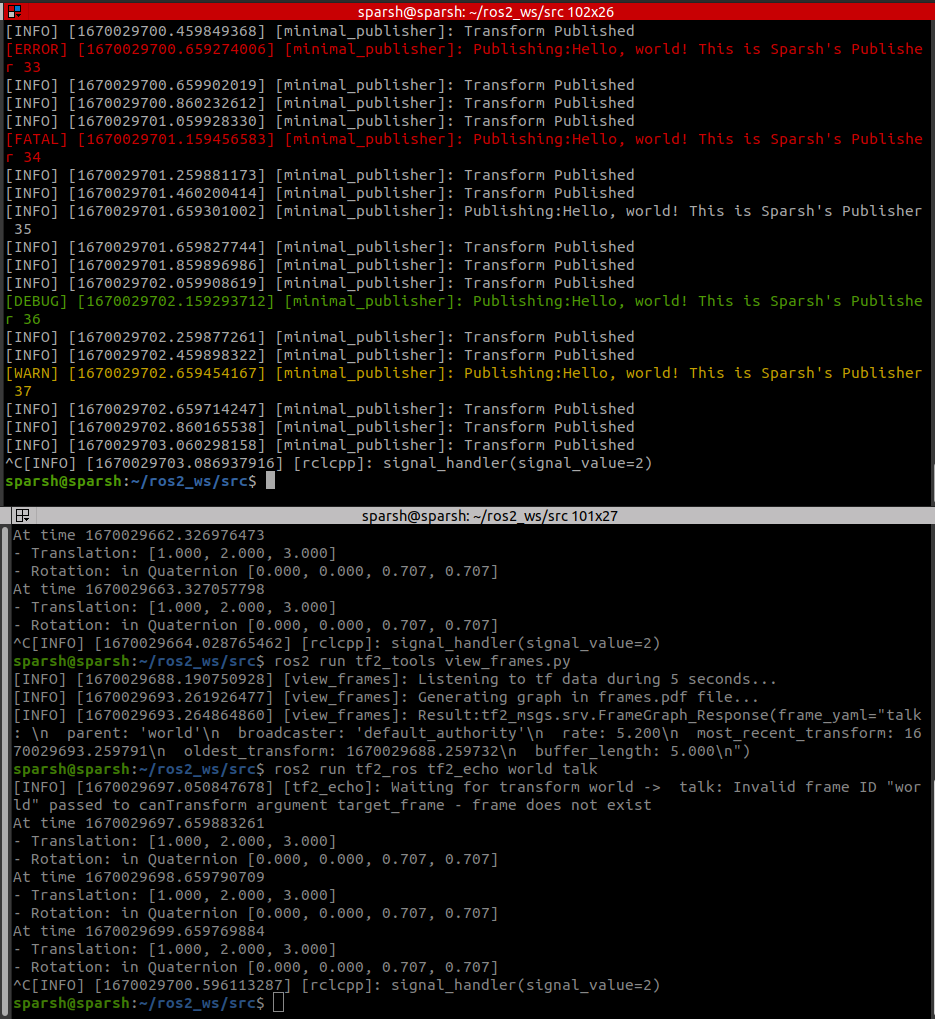 sparsh@sparsh: ~/ros2_ws/src 102x26
[INFO] [1670029700.459849368] [minimal_publisher]: Transform Published
[ERROR] [1670029700.659274006] [minimal_publisher]: Publishing:Hello, world! This is Sparsh's Publishe
r 33
[INFO] [1670029700.659902019] [minimal_publisher]: Transform Published
[INFO] [1670029700.860232612] [minimal_publisher]: Transform Published
[INFO] [1670029701.059928330] [minimal_publisher]: Transform Published
[FATAL] [1670029701.159456583] [minimal_publisher]: Publishing:Hello, world! This is Sparsh's Publishe
r 34
[INFO] [1670029701.259881173] [minimal_publisher]: Transform Published
[INFO] [1670029701.460200414] [minimal_publisher]: Transform Published
[INFO] [1670029701.659301002] [minimal_publisher]: Publishing:Hello, world! This is Sparsh's Publisher
 35
[INFO] [1670029701.659827744] [minimal_publisher]: Transform Published
[INFO] [1670029701.859896986] [minimal_publisher]: Transform Published
[INFO] [1670029702.059908619] [minimal_publisher]: Transform Published
[DEBUG] [1670029702.159293712] [minimal_publisher]: Publishing:Hello, world! This is Sparsh's Publishe
r 36
[INFO] [1670029702.259877261] [minimal_publisher]: Transform Published
[INFO] [1670029702.459898322] [minimal_publisher]: Transform Published
[WARN] [1670029702.659454167] [minimal_publisher]: Publishing:Hello, world! This is Sparsh's Publisher
 37
[INFO] [1670029702.659714247] [minimal_publisher]: Transform Published
[INFO] [1670029702.860165538] [minimal_publisher]: Transform Published
[INFO] [1670029703.060298158] [minimal_publisher]: Transform Published
^C[INFO] [1670029703.086937916] [rclcpp]: signal_handler(signal_value=2)
sparsh@sparsh:~/ros2_ws/src$
sparsh@sparsh: ~/ros2_ws/src 101x27
At time 1670029662.326976473
- Translation: [1.000, 2.000, 3.000]
- Rotation: in Quaternion [0.000, 0.000, 0.707, 0.707]
At time 1670029663.327057798
- Translation: [1.000, 2.000, 3.000]
- Rotation: in Quaternion [0.000, 0.000, 0.707, 0.707]
^C[INFO] [1670029664.028765462] [rclcpp]: signal_handler(signal_value=2)
sparsh@sparsh:~/ros2_ws/src$ ros2 run tf2_tools view_frames.py
[INFO] [1670029688.190750928] [view_frames]: Listening to tf data during 5 seconds...
[INFO] [1670029693.261926477] [view_frames]: Generating graph in frames.pdf file...
[INFO] [1670029693.264864860] [view_frames]: Result:tf2_msgs.srv.FrameGraph_Response(frame_yaml="talk
: \n  parent: 'world'\n  broadcaster: 'default_authority'\n  rate: 5.200\n  most_recent_transform: 16
70029693.259791\n  oldest_transform: 1670029688.259732\n  buffer_length: 5.000\n")
sparsh@sparsh:~/ros2_ws/src$ ros2 run tf2_ros tf2_echo world talk
[INFO] [1670029697.050847678] [tf2_echo]: Waiting for transform world ->  talk: Invalid frame ID "wor
ld" passed to canTransform argument target_frame - frame does not exist
At time 1670029697.659883261
- Translation: [1.000, 2.000, 3.000]
- Rotation: in Quaternion [0.000, 0.000, 0.707, 0.707]
At time 1670029698.659790709
- Translation: [1.000, 2.000, 3.000]
- Rotation: in Quaternion [0.000, 0.000, 0.707, 0.707]
At time 1670029699.659769884
- Translation: [1.000, 2.000, 3.000]
- Rotation: in Quaternion [0.000, 0.000, 0.707, 0.707]
^C[INFO] [1670029700.596113287] [rclcpp]: signal_handler(signal_value=2)
sparsh@sparsh:~/ros2_ws/src$